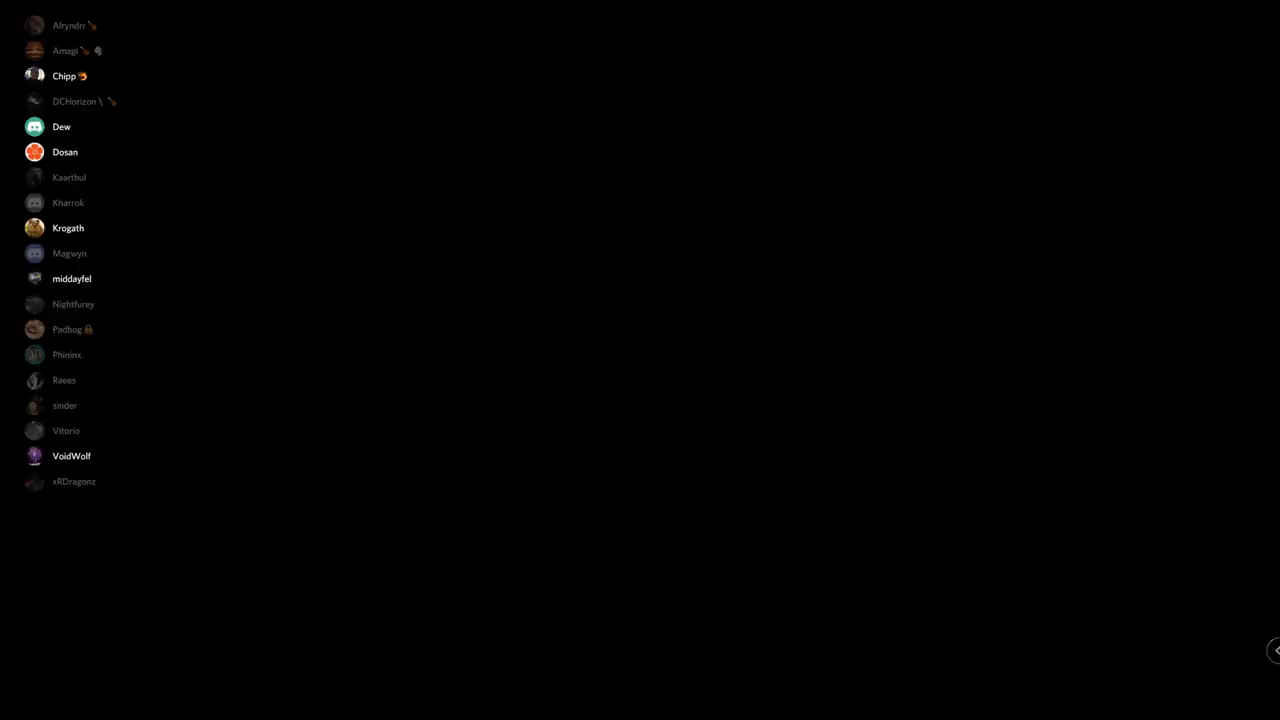 Alryndrr
Amagi
Chipp
DCHorizon \
Dew
Dosan
Kaarthul
Kharrok
Krogath
Magwyn
middayfel
Nightfurey
Padbog
Phininx
Raees
sinder
Vitorio
VoidWolf
xRDragonz